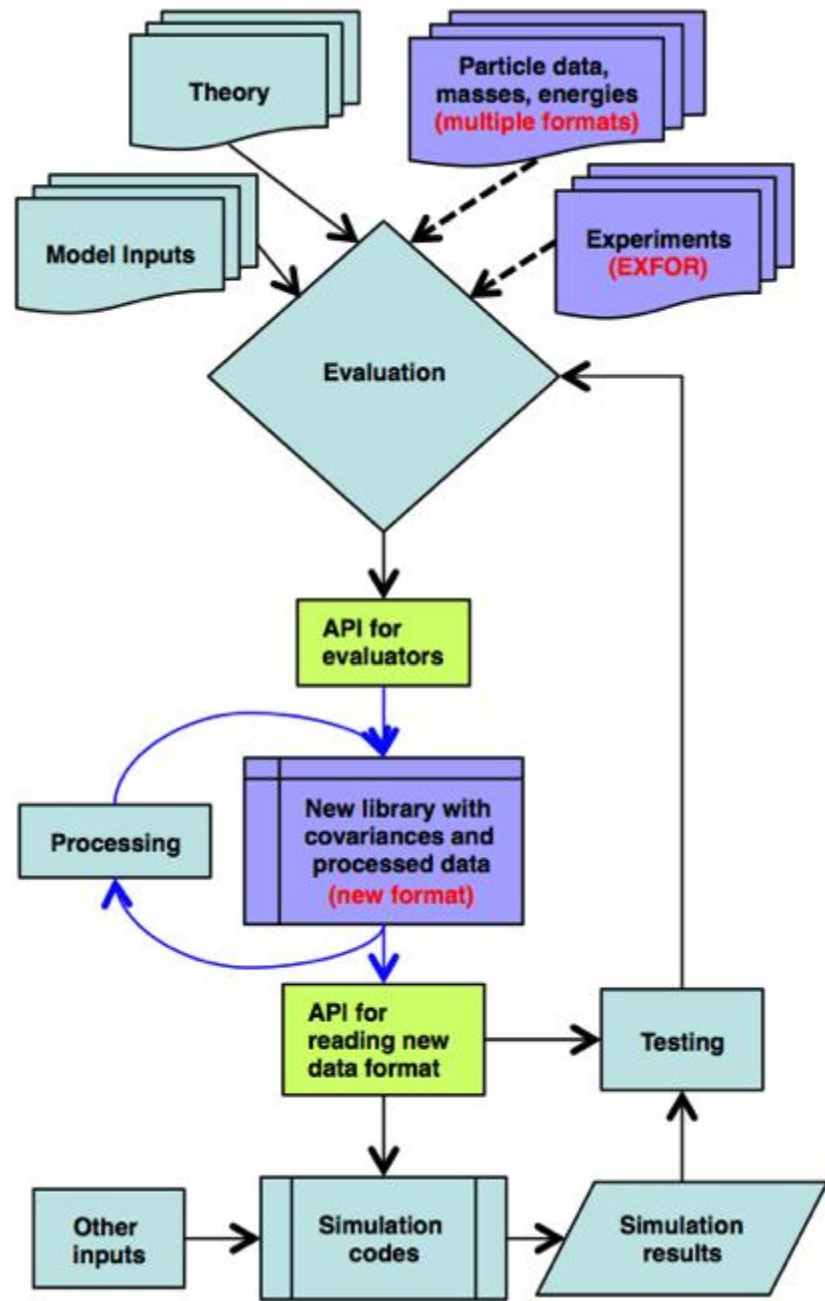 Theory
Particle data,
masses, energies
(multiple formats)
Model Inputs
Experiments
(EXFOR)
Evaluation
API for
evaluators
Processing
New library with
covariances and
processed data
(new format)
API for
reading new
data format
Testing
Other
inputs
Simulation
codes
Simulation
results